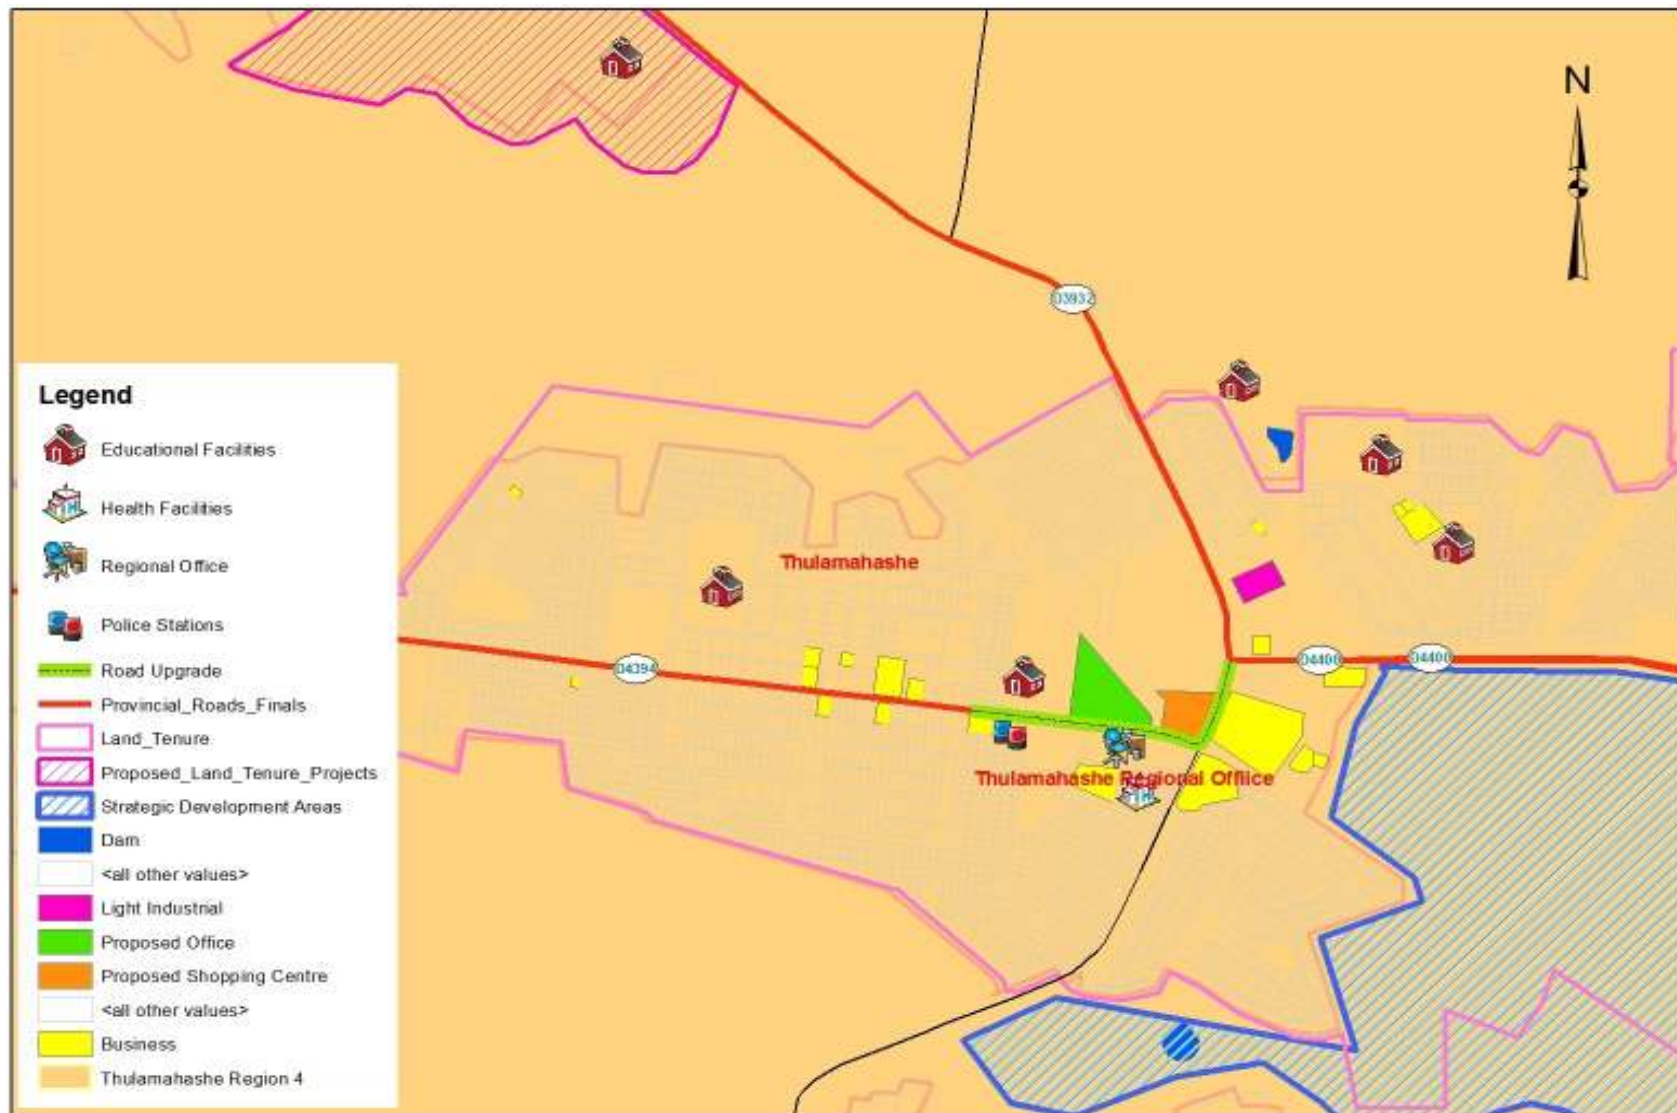 N
D3932
Legend
Educational Facilities
Health Facilities
Regional Office
Police Stations
Road Upgrade
Provincial_Roads_Finals
Land_Tenure
Proposed_Land_Tenure_Projects
Strategic Development Areas
Dam
<all other values>
Light Industrial
Proposed Office
Proposed Shopping Centre
<all other values>
Business
Thulamahashe Region 4
Thulamahashe
D4394
D4400
D4400
Thulamahashe Regional Offiice